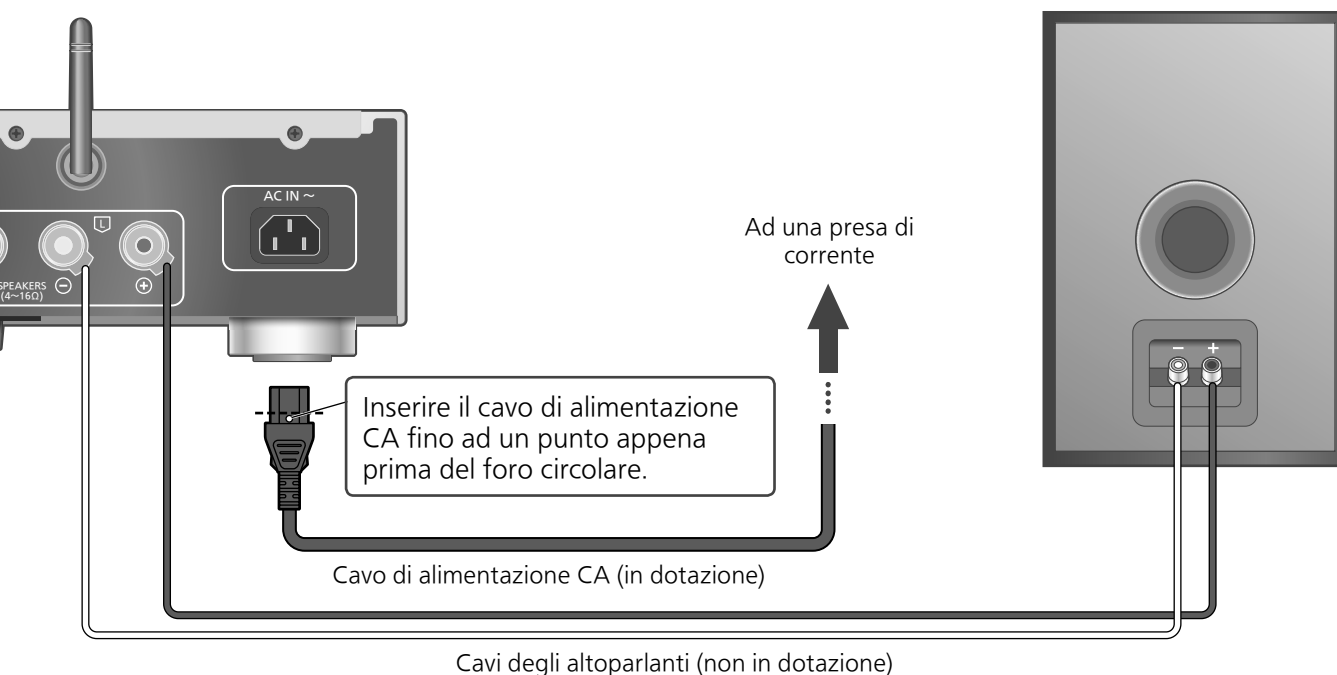 AC IN ~
L
SPEAKERS
(4~16Ω)
− +
Ad una presa di
corrente
− +
Inserire il cavo di alimentazione
CA fino ad un punto appena
prima del foro circolare.
Cavo di alimentazione CA (in dotazione)
Cavi degli altoparlanti (non in dotazione)